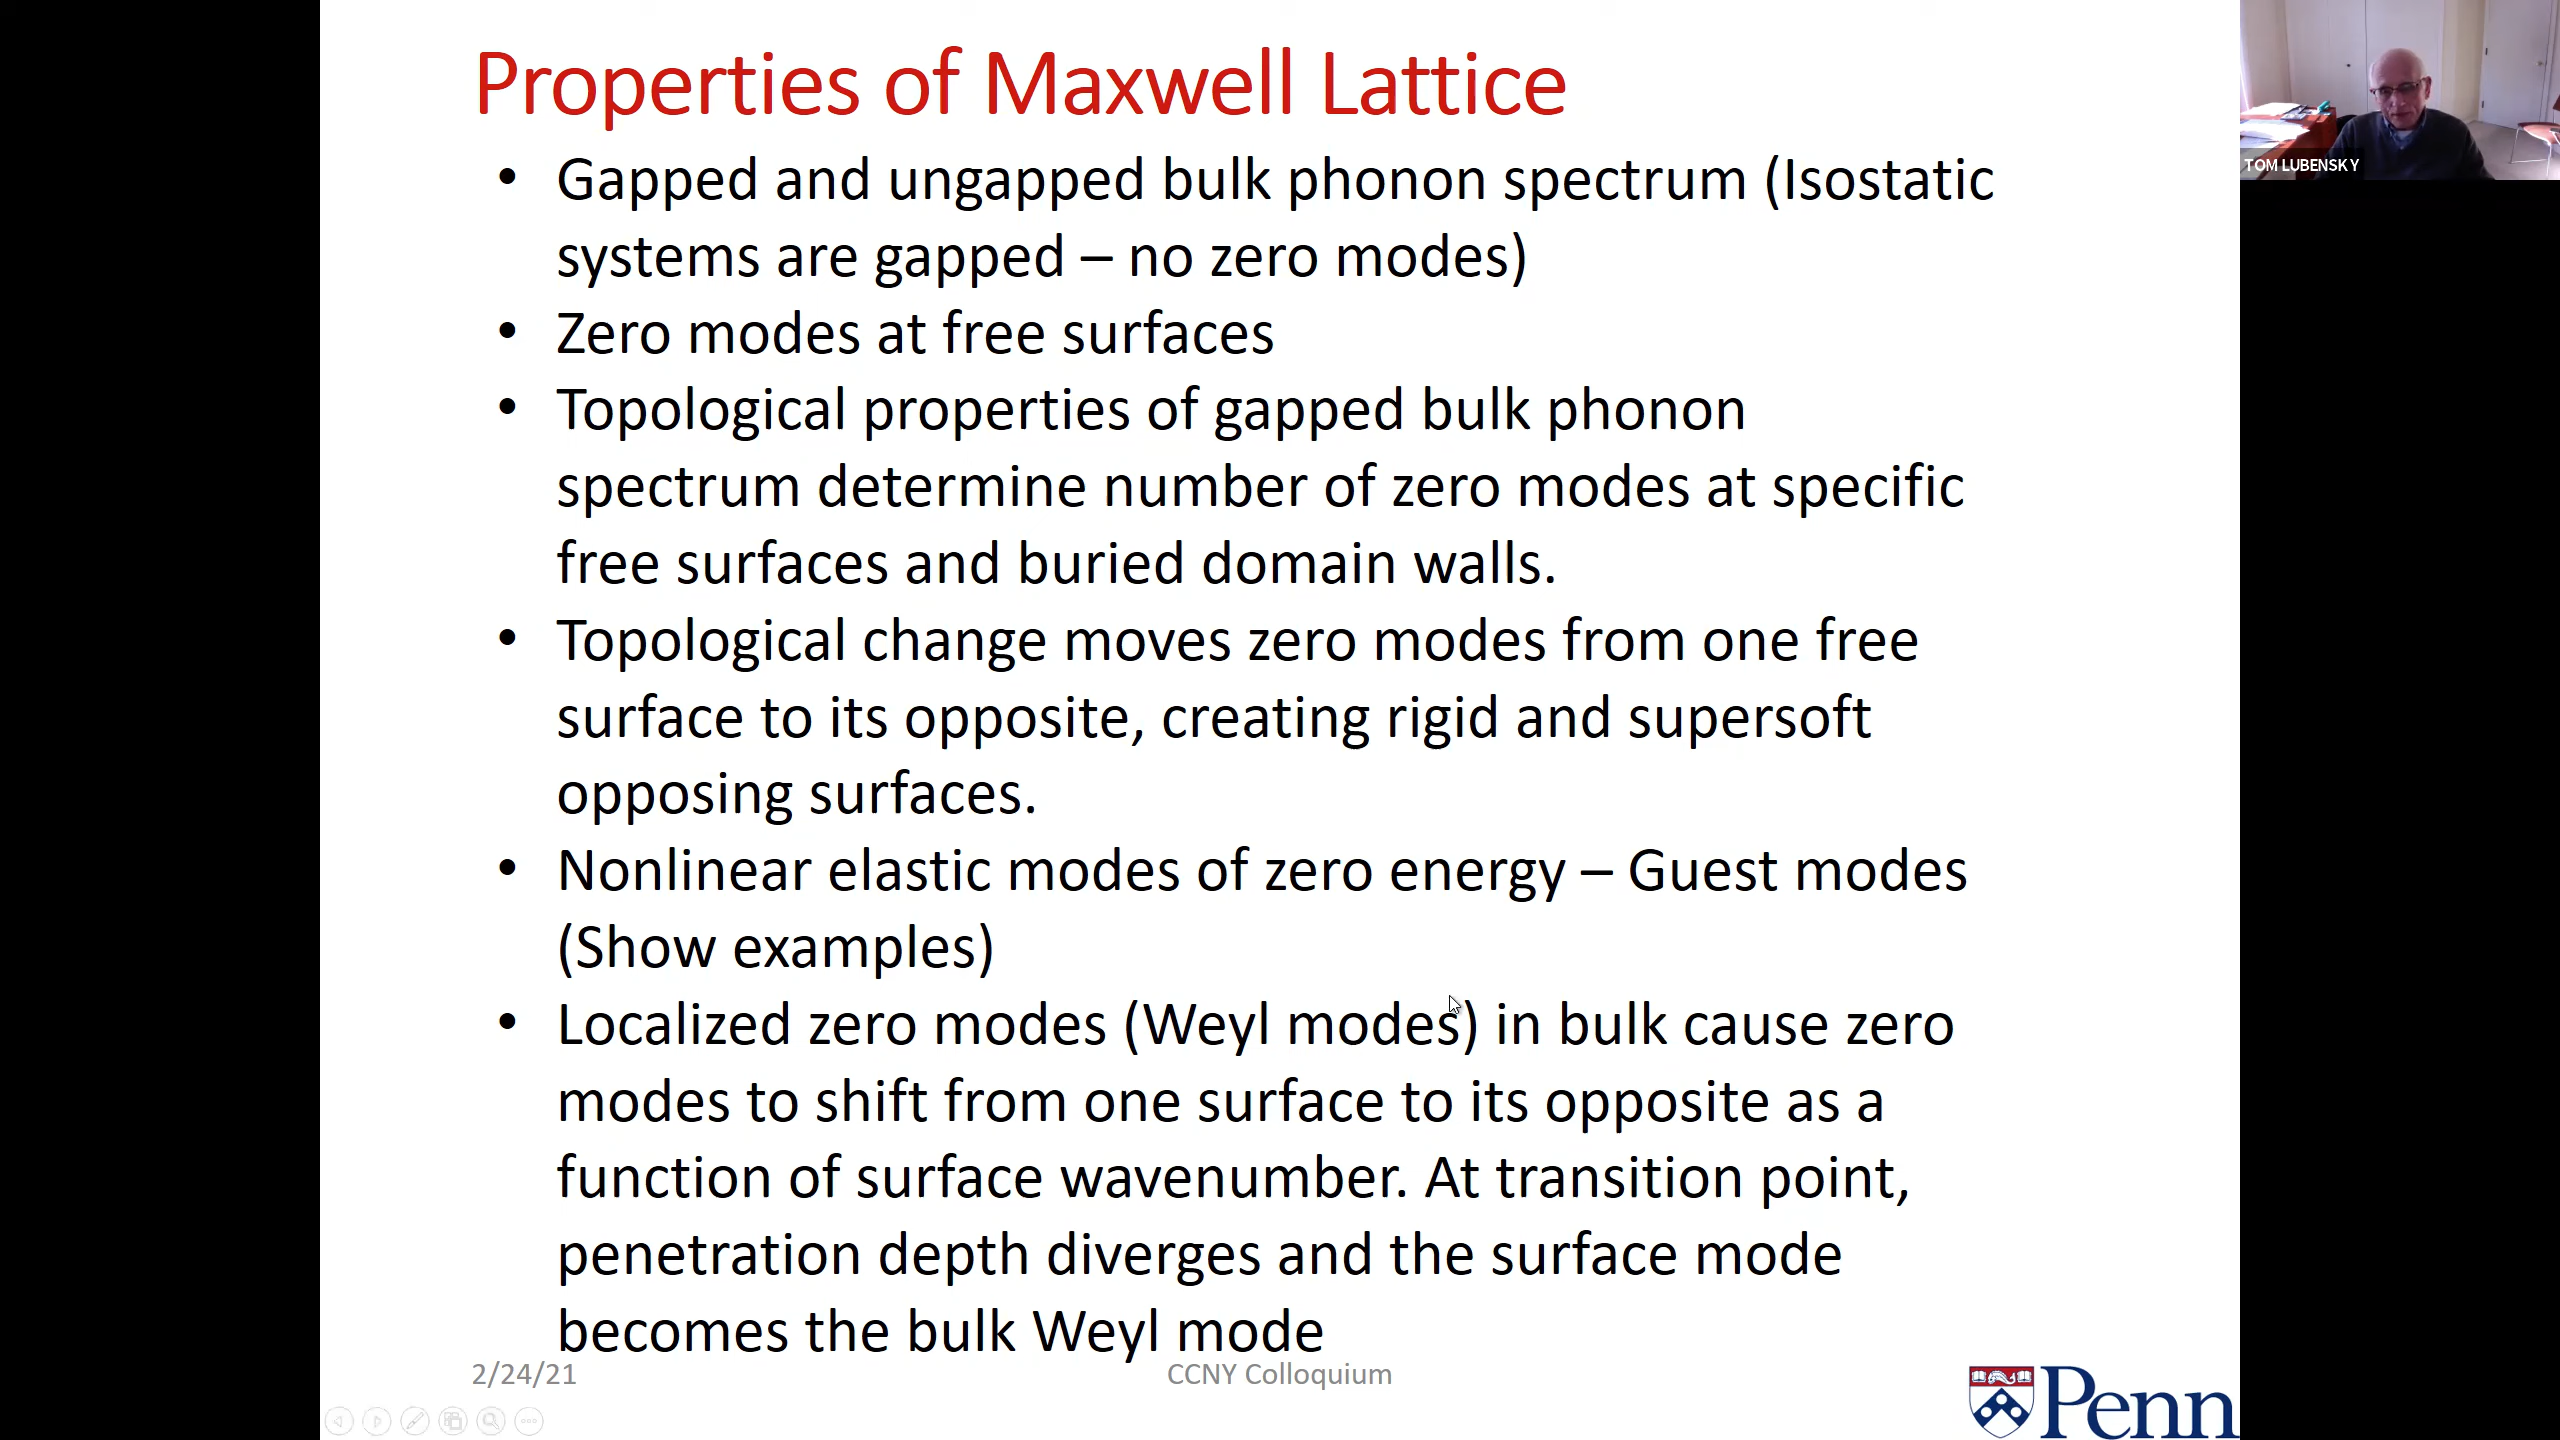 Properties of Maxwell Lattice
• Gapped and ungapped bulk phonon spectrum (Isostatic
systems are gapped – no zero modes)
• Zero modes at free surfaces
• Topological properties of gapped bulk phonon
spectrum determine number of zero modes at specific
free surfaces and buried domain walls.
• Topological change moves zero modes from one free
surface to its opposite, creating rigid and supersoft
opposing surfaces.
• Nonlinear elastic modes of zero energy – Guest modes
(Show examples)
• Localized zero modes (Weyl modes) in bulk cause zero
modes to shift from one surface to its opposite as a
function of surface wavenumber. At transition point,
penetration depth diverges and the surface mode
becomes the bulk Weyl mode
2/24/21
CCNY Colloquium
Penn
TOM LUBENSKY